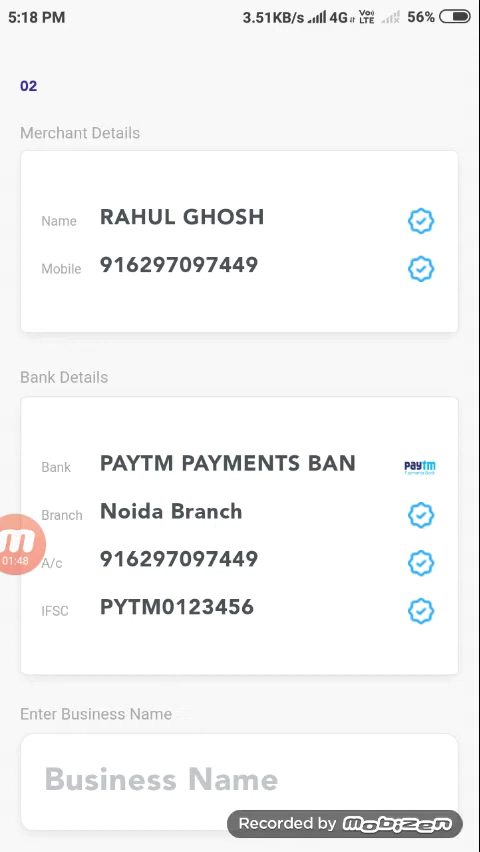 5:18 PM 3.51KB/s 4G Vo) LTE 56%
02
Merchant Details
Name RAHUL GHOSH
Mobile 916297097449
Bank Details
Bank PAYTM PAYMENTS BAN paytm
Branch Noida Branch
A/c 916297097449
IFSC PYTM0123456
m
01:48
Enter Business Name
Business Name
Recorded by mobizen